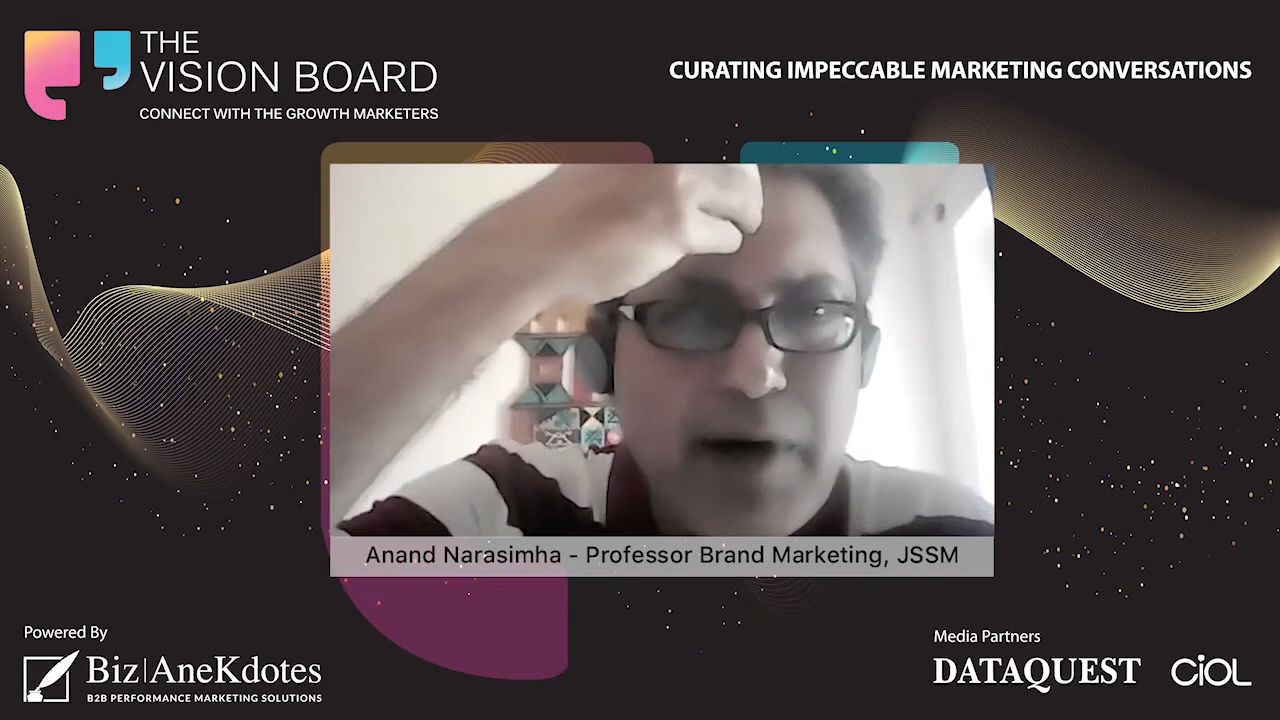 THE
VISION BOARD
CONNECT WITH THE GROWTH MARKETERS
CURATING IMPECCABLE MARKETING CONVERSATIONS
Anand Narasimha - Professor Brand Marketing, JSSM
Powered By
Biz|AneKdotes
B2B PERFORMANCE MARKETING SOLUTIONS
Media Partners
DATAQUEST
CiOL